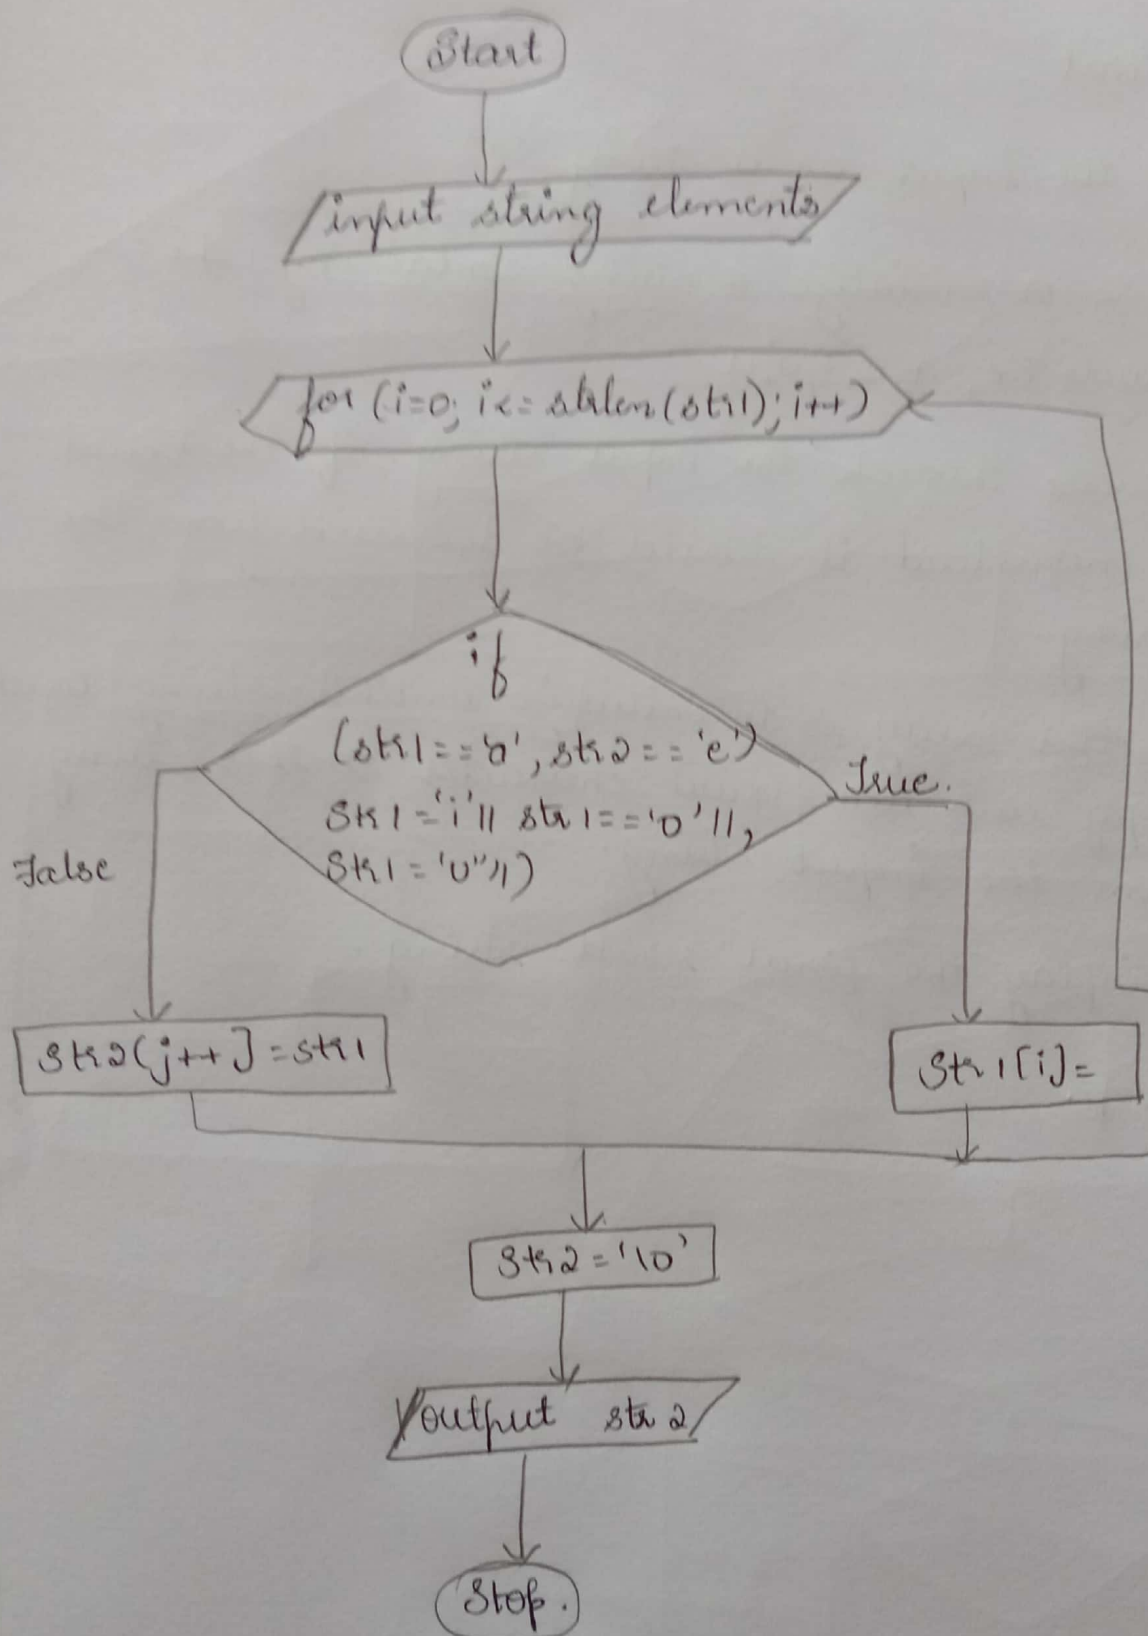 Start
input string elements
for (i=0; i<= strlen(str1); i++)
if
(str1=='a', str2=='e')
str1='i'|| str1=='o'||,
str1='u'||)
True.
False
str2(j++]=str1
str1[i]=
str2='\0'
output str2
Stop.